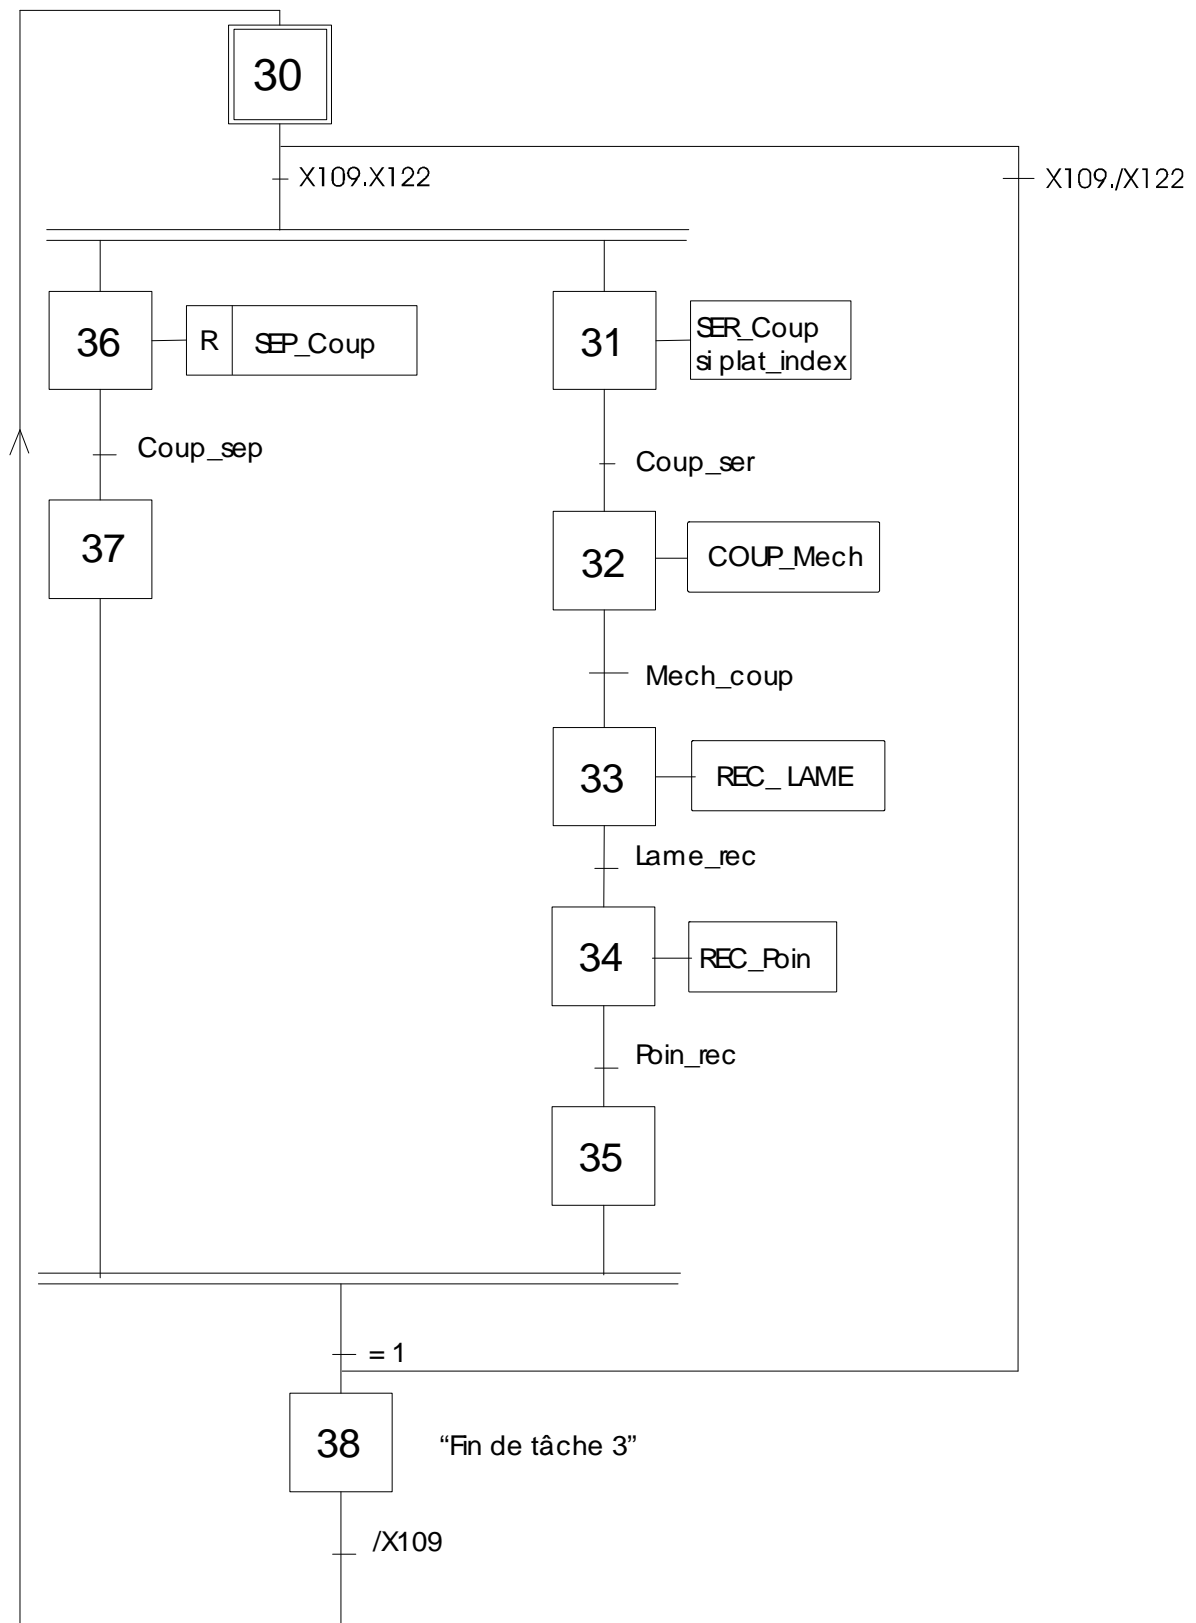 30
X109.X122
X109./X122
36
R
SEP_Coup
31
SER_Coup
si plat_index
Coup_sep
Coup_ser
37
32
COUP_Mech
Mech_coup
33
REC_ LAME
Lame_rec
34
REC_Poin
Poin_rec
35
= 1
38
“Fin de tâche 3”
/X109